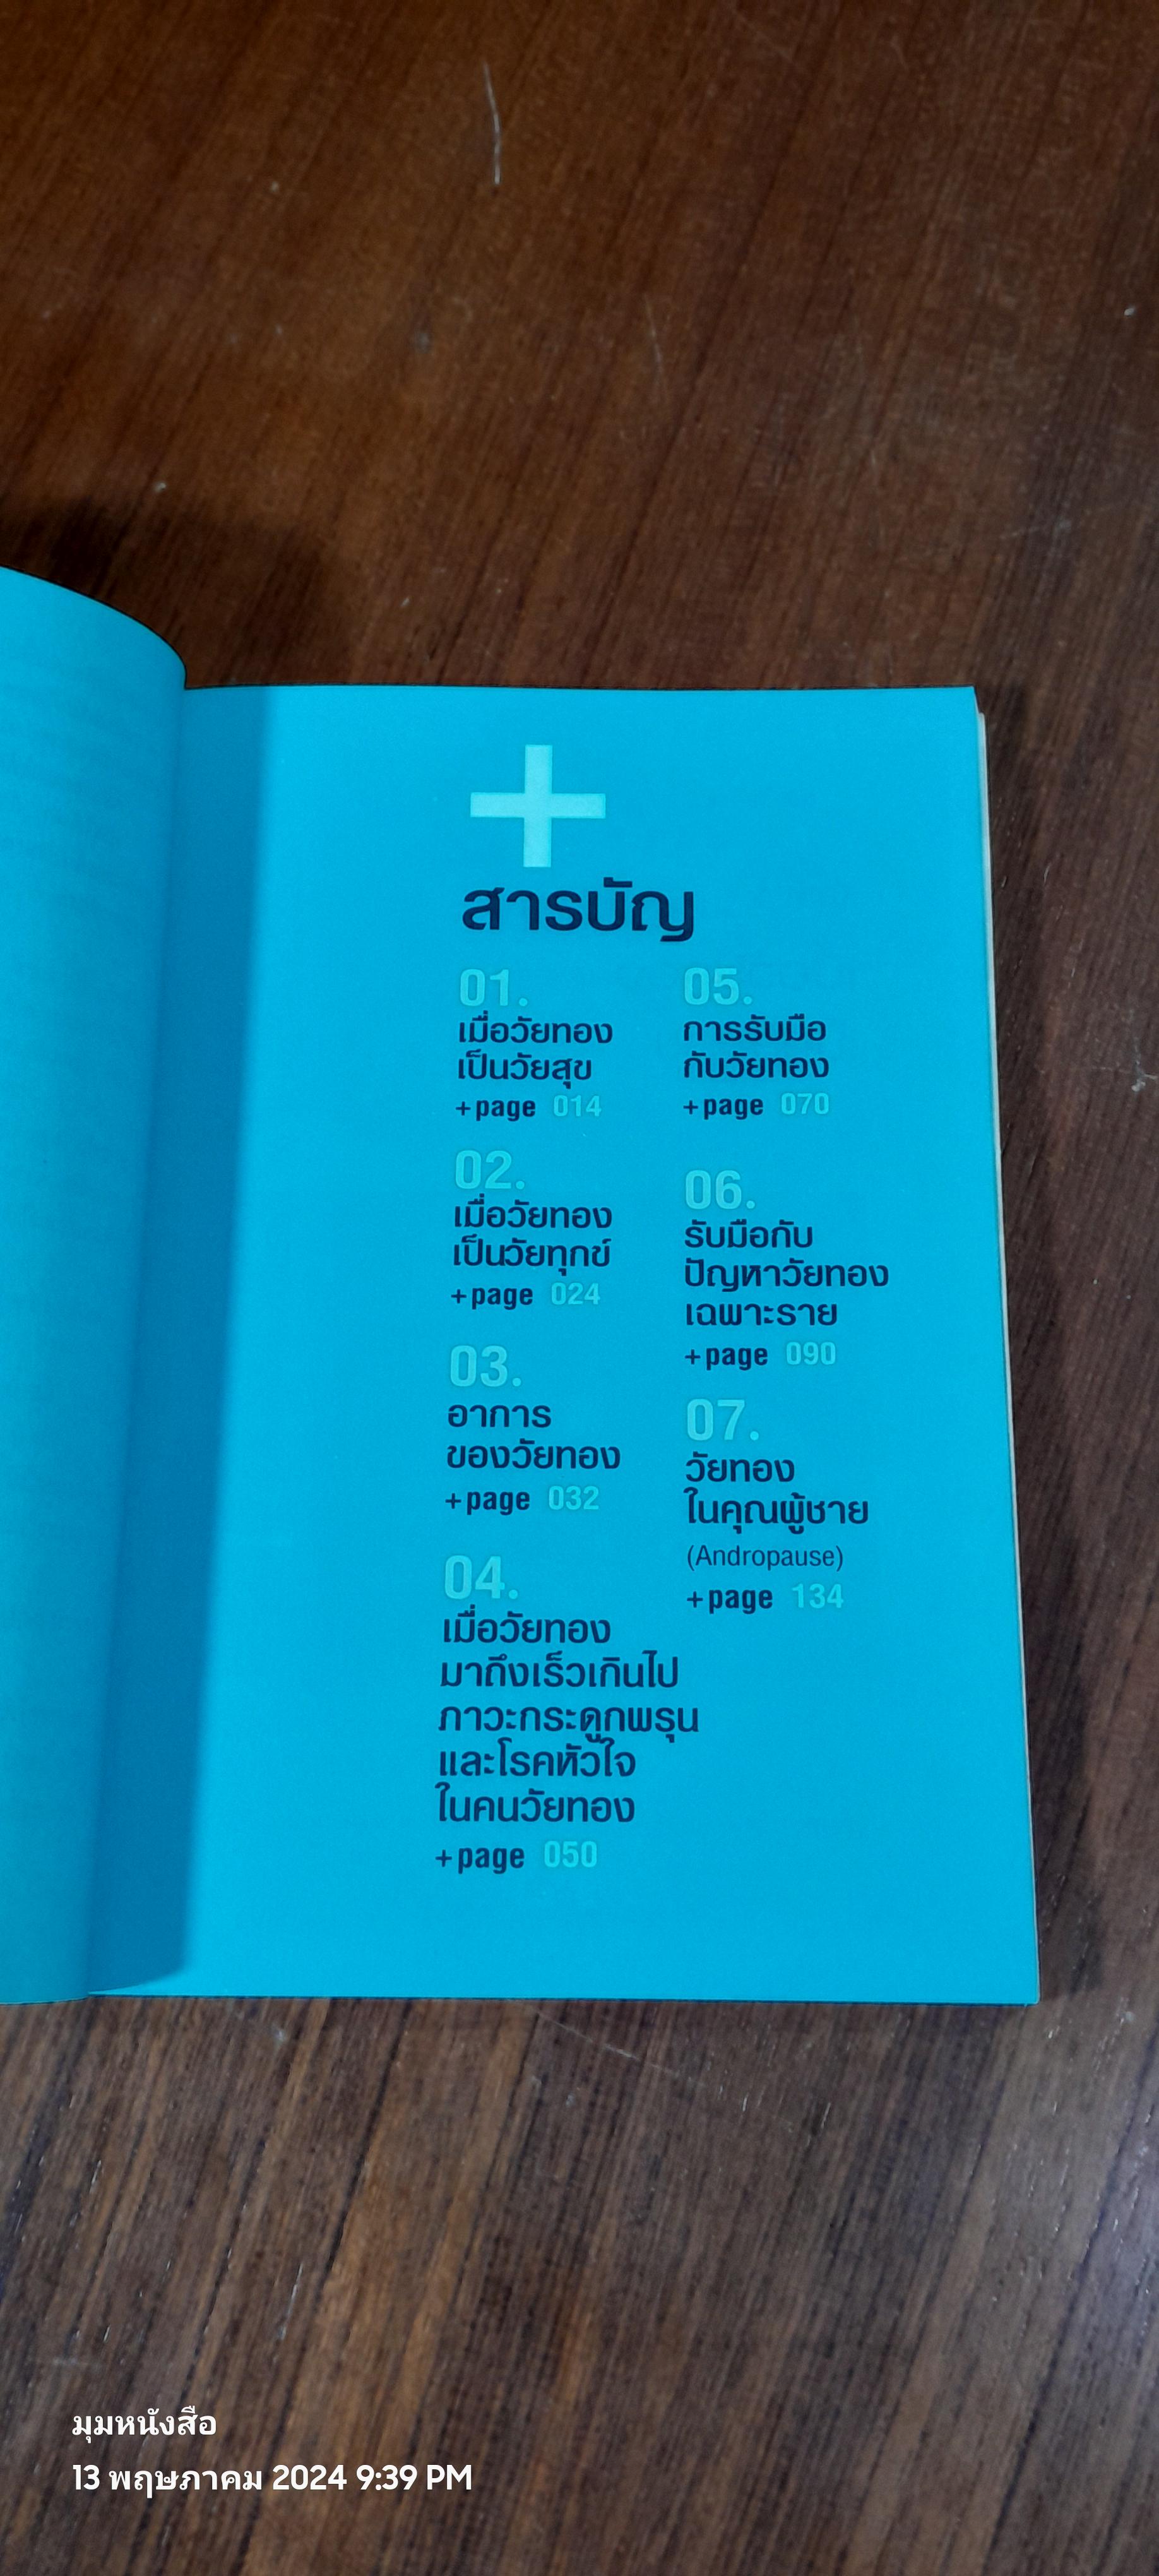 สารบัญ
01.
เมื่อวัยทอง
เป็นวัยสุข
+page 014
02.
เมื่อวัยทอง
เป็นวัยทุกข์
+page 024
03.
อาการ
ของวัยทอง
+page 032
04.
เมื่อวัยทอง
มาถึงเร็วเกินไป
ภาวะกระดูกพรุน
และโรคหัวใจ
ในคนวัยทอง
+page 050
05.
การรับมือ
กับวัยทอง
+page 070
06.
รับมือกับ
ปัญหาวัยทอง
เฉพาะราย
+page 090
07.
วัยทอง
ในคุณผู้ชาย
(Andropause)
+page 134
มุมหนังสือ
13 พฤษภาคม 2024 9:39 PM